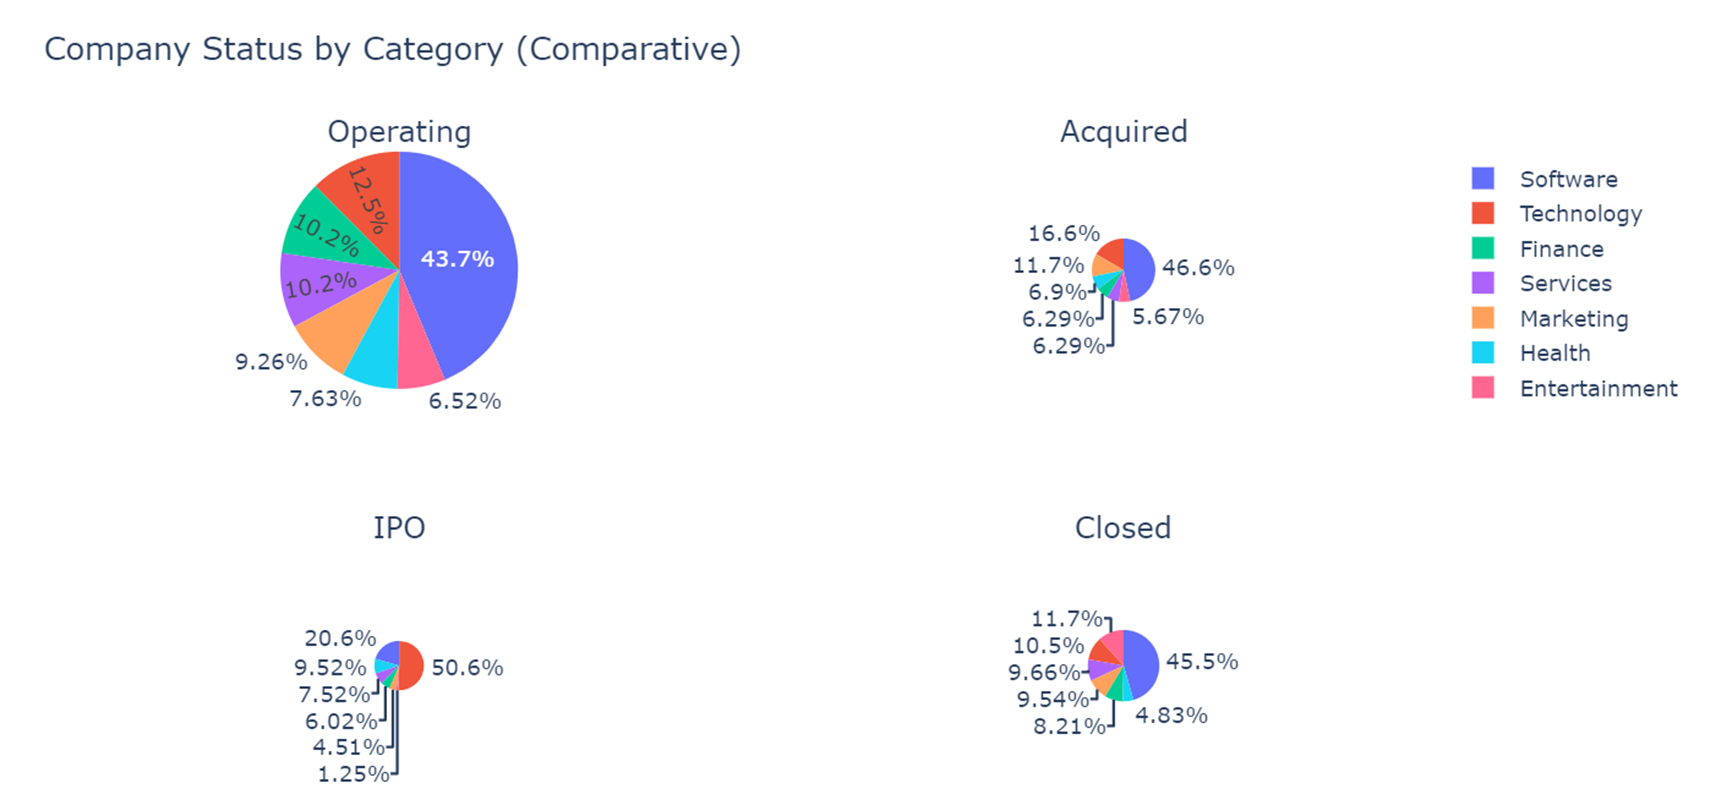 Company Status by Category (Comparative)
Operating
12.5%
10.2%
10.2%
43.7%
9.26%
7.63%
6.52%
Acquired
16.6%
11.7%
6.9%
6.29%
6.29%
46.6%
5.67%
Software
Technology
Finance
Services
Marketing
Health
Entertainment
IPO
20.6%
9.52%
7.52%
6.02%
4.51%
1.25%
50.6%
Closed
11.7%
10.5%
9.66%
9.54%
8.21%
45.5%
4.83%